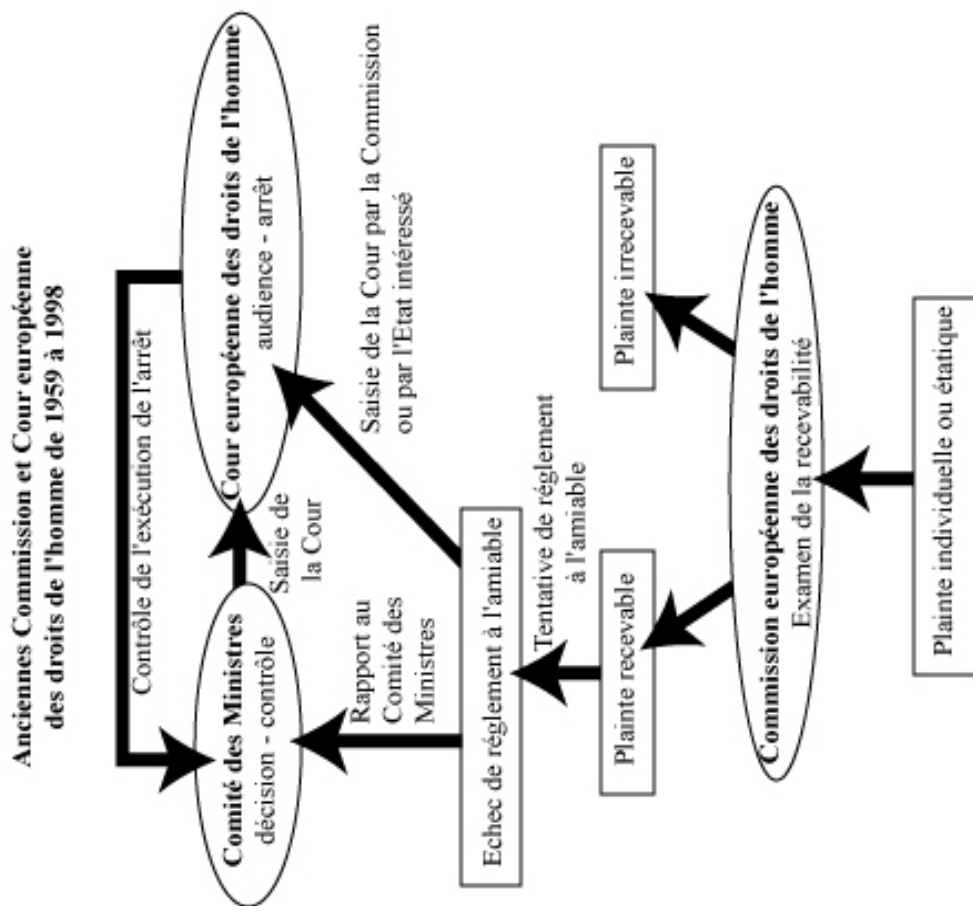 Anciennes Commission et Cour européenne
des droits de l'homme de 1959 à 1998
Contrôle de l'exécution de l'arrêt
Comité des Ministres
décision - contrôle
Saisie de
la Cour
Cour européenne des droits de l'homme
audience - arrêt
Rapport au
Comité des
Ministres
Saisie de la Cour par la Commission
ou par l'Etat intéressé
Echec de réglement à l'amiable
Tentative de réglement
à l'amiable
Plainte recevable
Plainte irrecevable
Commission européenne des droits de l'homme
Examen de la recevabilité
Plainte individuelle ou étatique